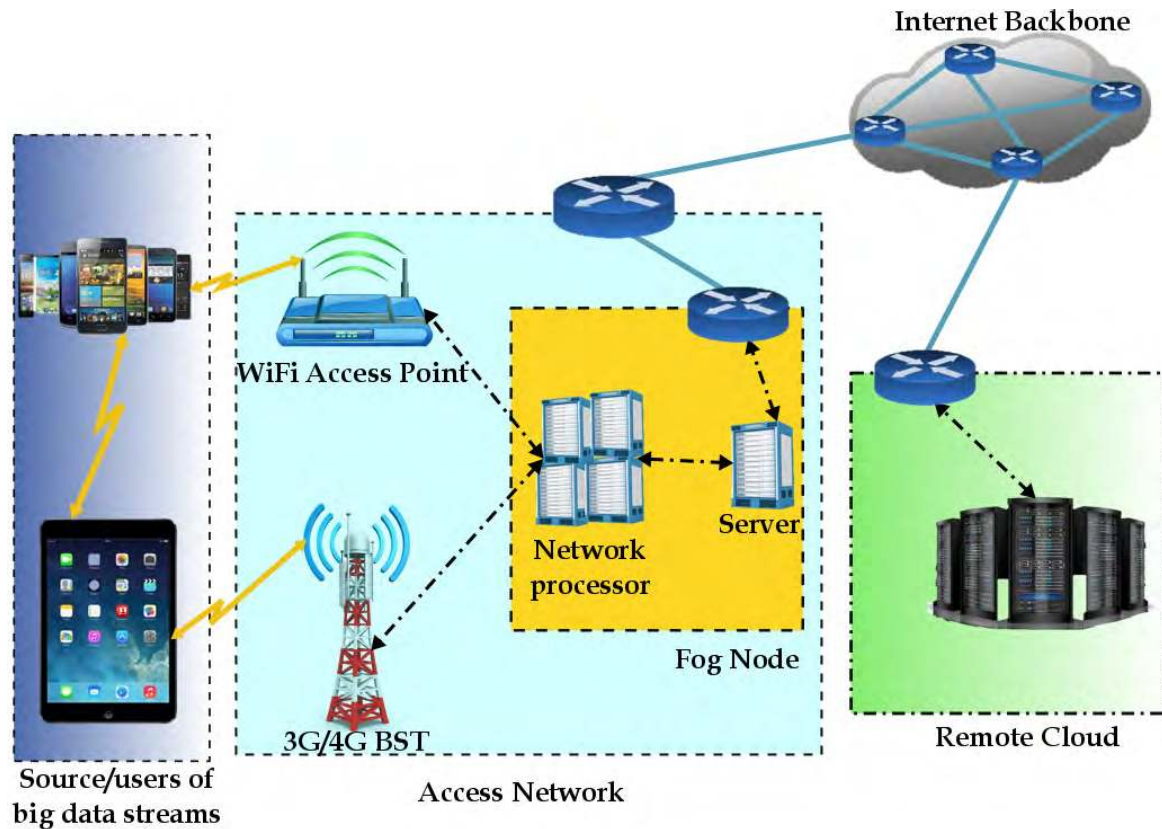 Internet Backbone
WiFi Access Point
Network
processor
Server
Fog Node
3G/4G BST
Remote Cloud
Source/users of
big data streams
Access Network